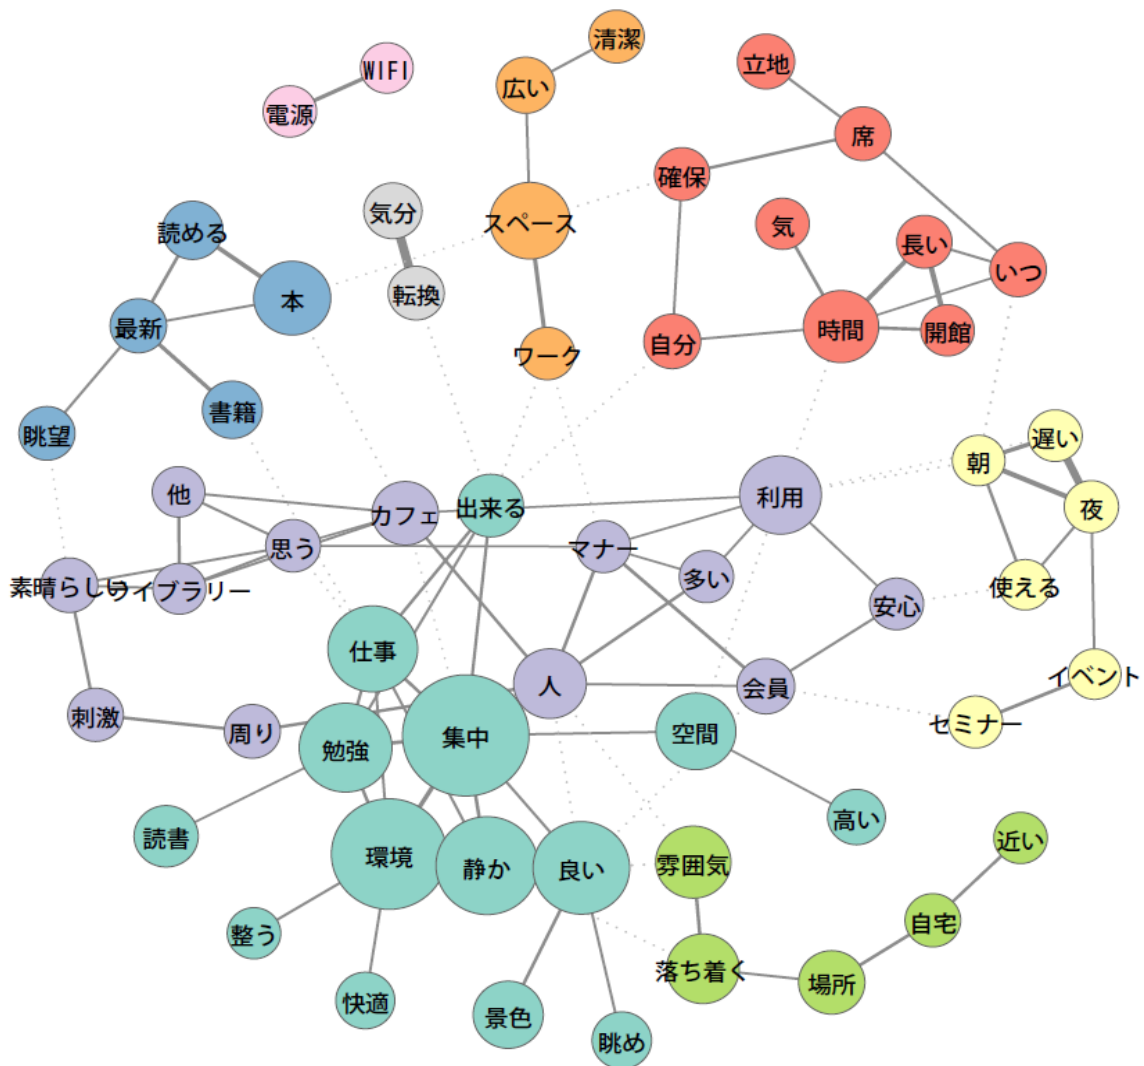 清潔
WIFI
立地
広い
電源
席
確保
気分
スペース
気
読める
長い
いつ
転換
本
最新
時間
開館
自分
ワーク
書籍
眺望
遅い
朝
他
利用
夜
出来る
カフェ
思う
マナー
多い
素晴らしい
ライブラリー
使える
安心
仕事
イベント
人
会員
刺激
セミナー
周り
空間
集中
勉強
高い
読書
近い
環境
静か
良い
雰囲気
自宅
整う
落ち着く
場所
快適
景色
眺め